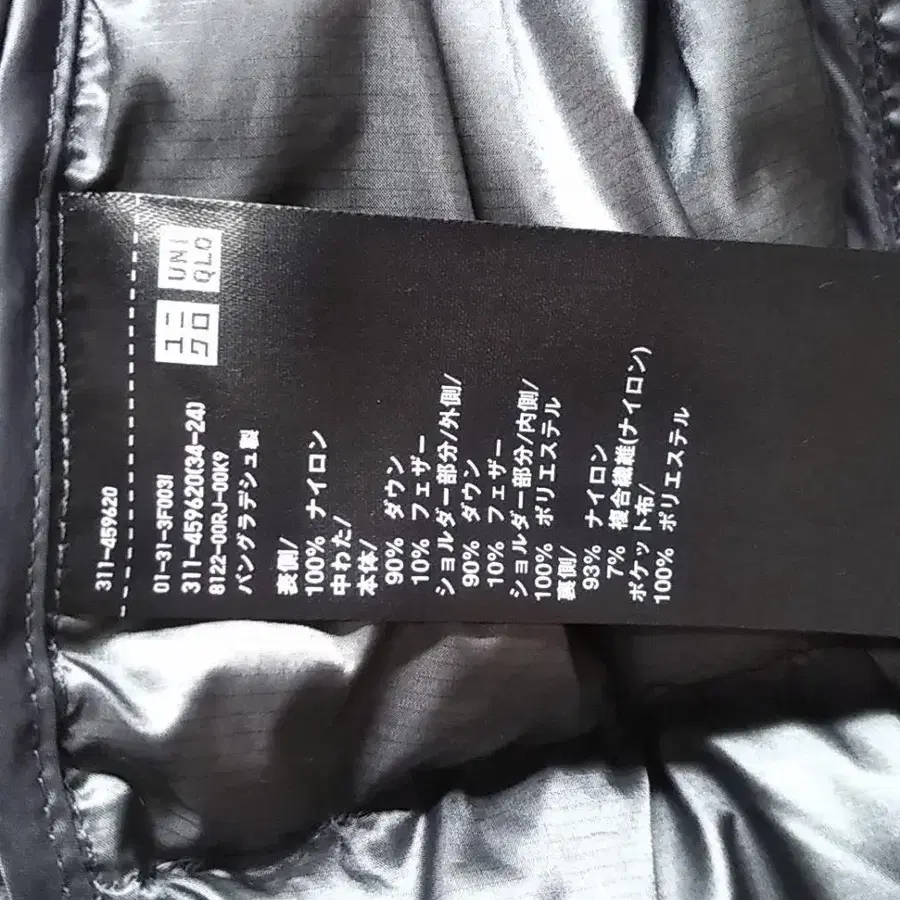 311-459620
ユニクロ
UNIQLO
01-31-3F003I
311-459620(34-24)
8122-00RJ-00K9
バングラデシュ製
表側/
100% ナイロン
中わた/
本体/
90% ダウン
10% フェザー
ショルダー部分/外側/
90% ダウン
10% フェザー
ショルダー部分/内側/
100% ポリエステル
裏側/
93% ナイロン
7% 複合繊維(ナイロン)
ポケット布/
100% ポリエステル